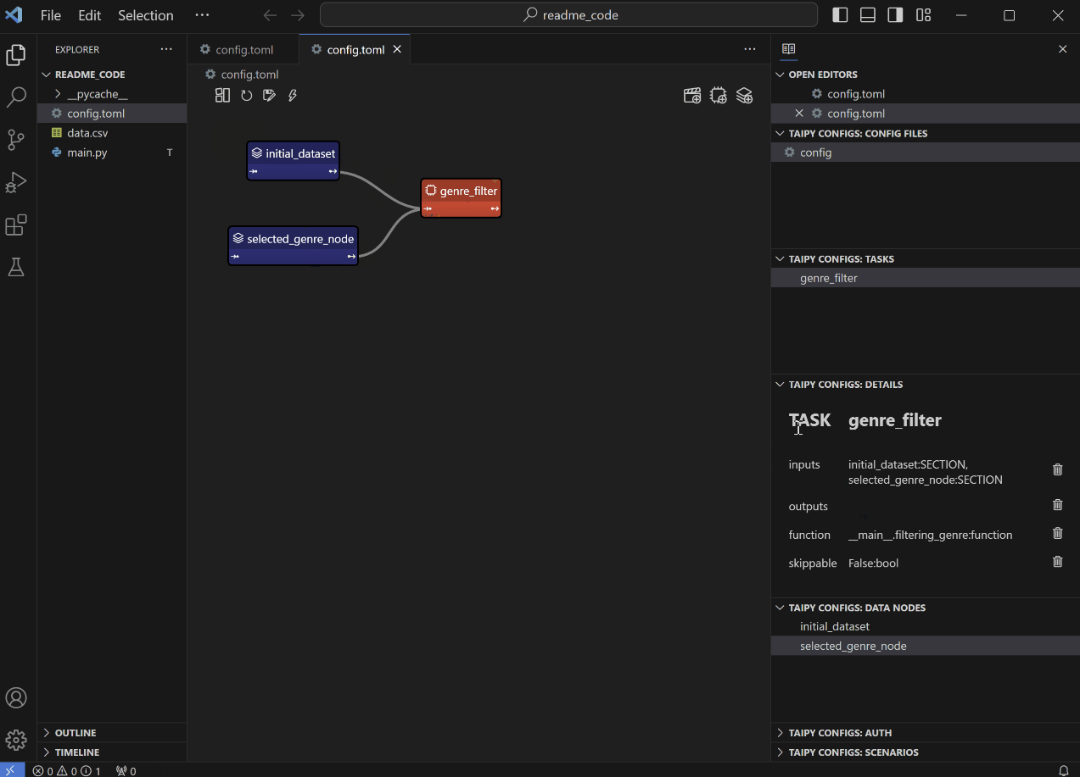 File Edit Selection ··· readme_code
EXPLORER ···
README_CODE
__pycache__
config.toml
data.csv
main.py T
OUTLINE
TIMELINE
config.toml config.toml ···
config.toml
initial_dataset
genre_filter
selected_genre_node
OPEN EDITORS
config.toml
config.toml
TAIPY CONFIGS: CONFIG FILES
config
TAIPY CONFIGS: TASKS
genre_filter
TAIPY CONFIGS: DETAILS
TASK genre_filter
inputs initial_dataset:SECTION,
selected_genre_node:SECTION
outputs
function __main__.filtering_genre:function
skippable False:bool
TAIPY CONFIGS: DATA NODES
initial_dataset
selected_genre_node
TAIPY CONFIGS: AUTH
TAIPY CONFIGS: SCENARIOS
0 0 1 0